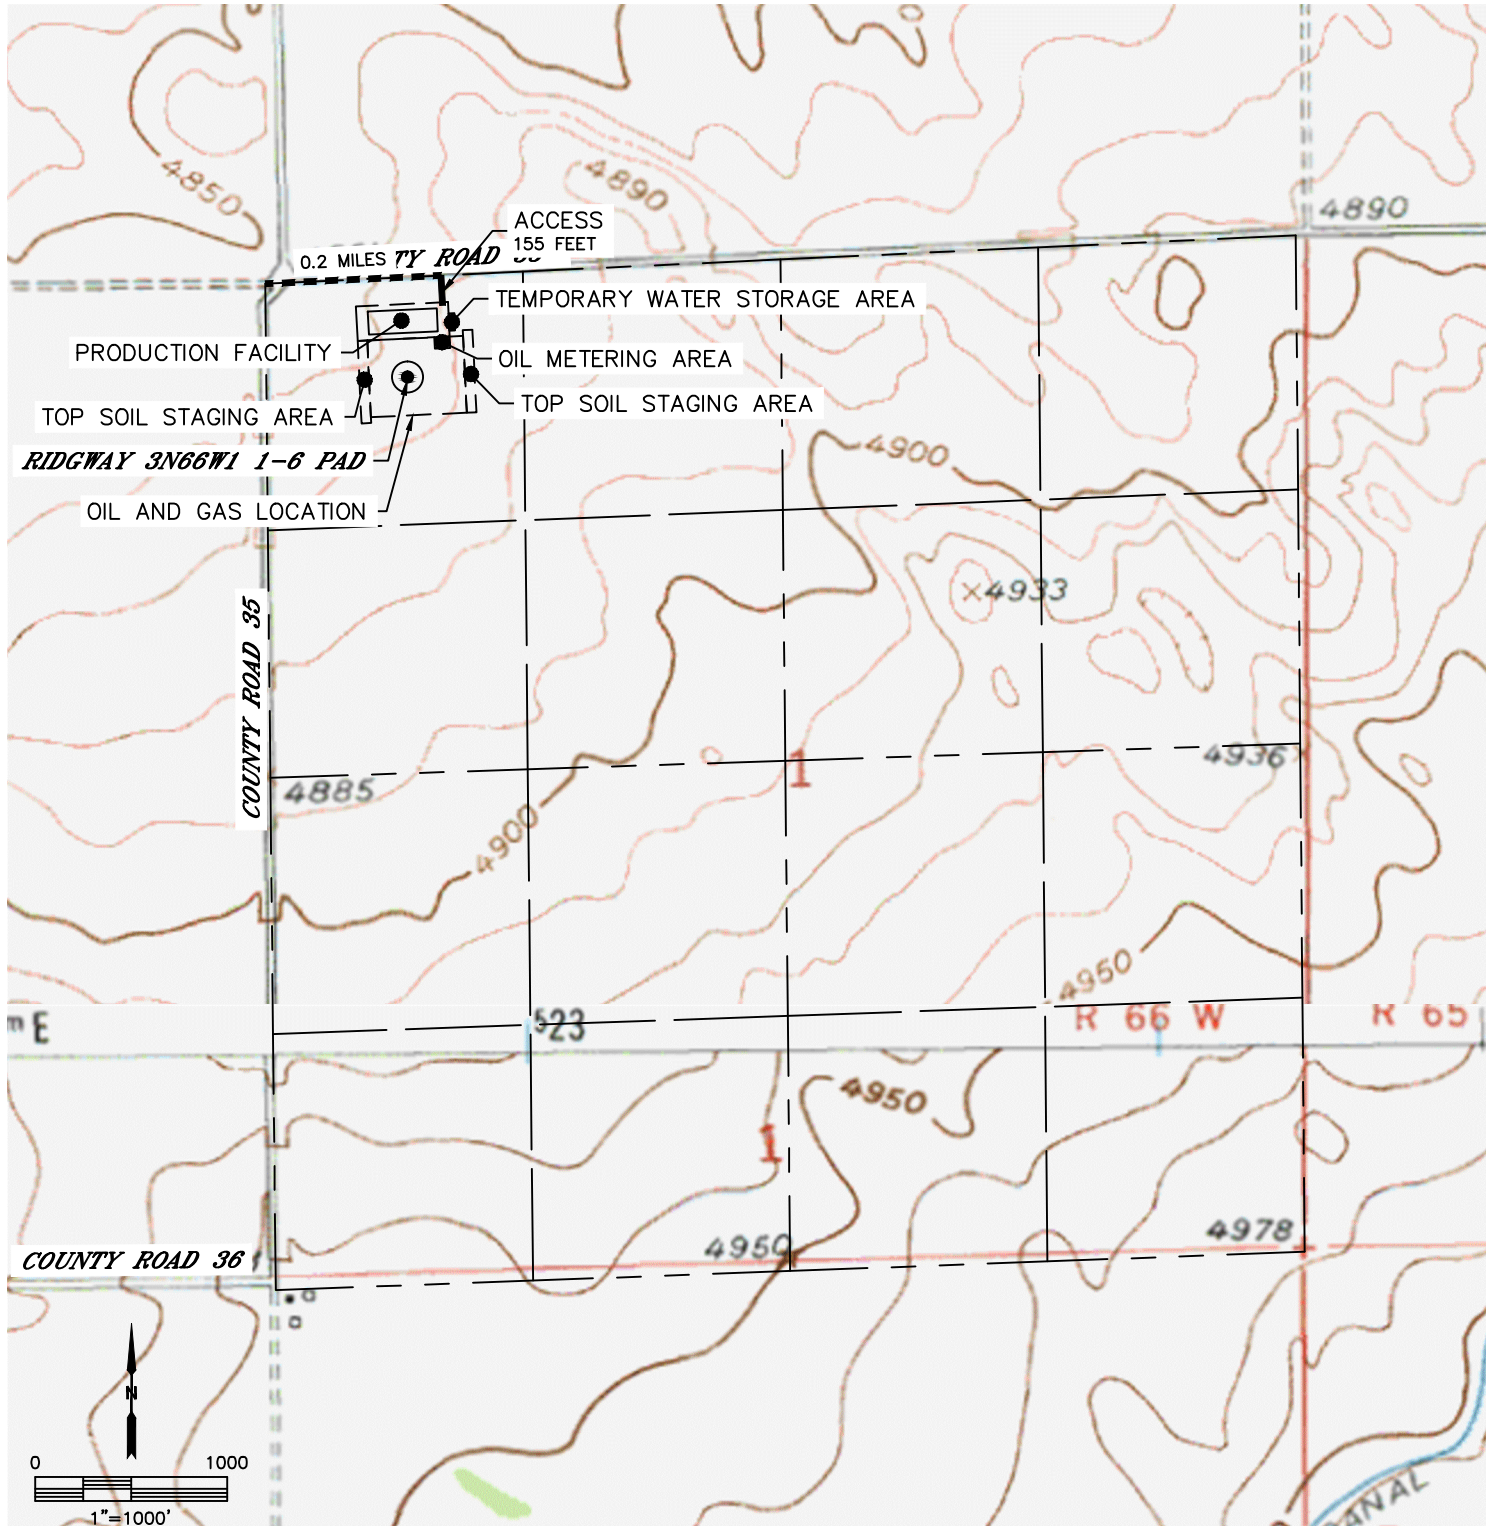 4850
4890
4890
ACCESS
155 FEET
0.2 MILES
TY ROAD
TEMPORARY WATER STORAGE AREA
PRODUCTION FACILITY
OIL METERING AREA
TOP SOIL STAGING AREA
TOP SOIL STAGING AREA
RIDGWAY 3N66W1 1-6 PAD
OIL AND GAS LOCATION
4900
×4933
COUNTY ROAD 35
4936
1
4885
4900
4950
m E
523
R 66 W
R 65
4950
1
4950
4978
COUNTY ROAD 36
N
0
1000
1"=1000'
ANAL